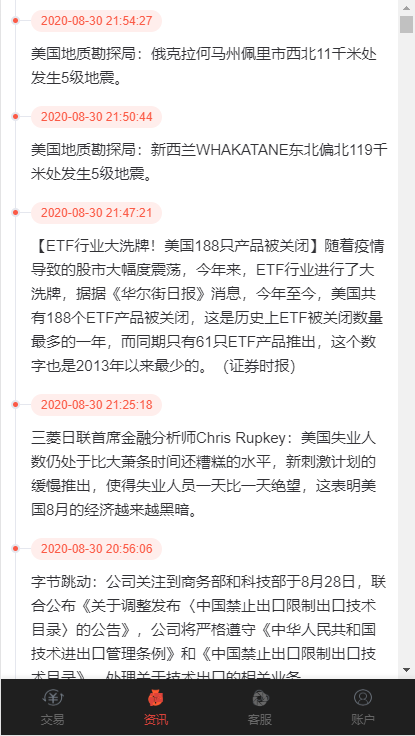 2020-08-30 21:54:27
美国地质勘探局：俄克拉何马州佩里市西北11千米处
发生5级地震。
2020-08-30 21:50:44
美国地质勘探局：新西兰WHAKATANE东北偏北119千
米处发生5级地震。
2020-08-30 21:47:21
【ETF行业大洗牌！美国188只产品被关闭】随着疫情
导致的股市大幅度震荡，今年来，ETF行业进行了大
洗牌，据据《华尔街日报》消息，今年至今，美国共
有188个ETF产品被关闭，这是历史上ETF被关闭数量
最多的一年，而同期只有61只ETF产品推出，这个数
字也是2013年以来最少的。（证券时报）
2020-08-30 21:25:18
三菱日联首席金融分析师Chris Rupkey：美国失业人
数仍处于比大萧条时间还糟糕的水平，新刺激计划的
缓慢推出，使得失业人员一天比一天绝望，这表明美
国8月的经济越来越黑暗。
2020-08-30 20:56:06
字节跳动：公司关注到商务部和科技部于8月28日，联
合公布《关于调整发布〈中国禁止出口限制出口技术
目录〉的公告》，公司将严格遵守《中华人民共和国
技术进出口管理条例》和《中国禁止出口限制出口技
术目录》，处理关于技术出口的相关业务
交易
资讯
客服
账户